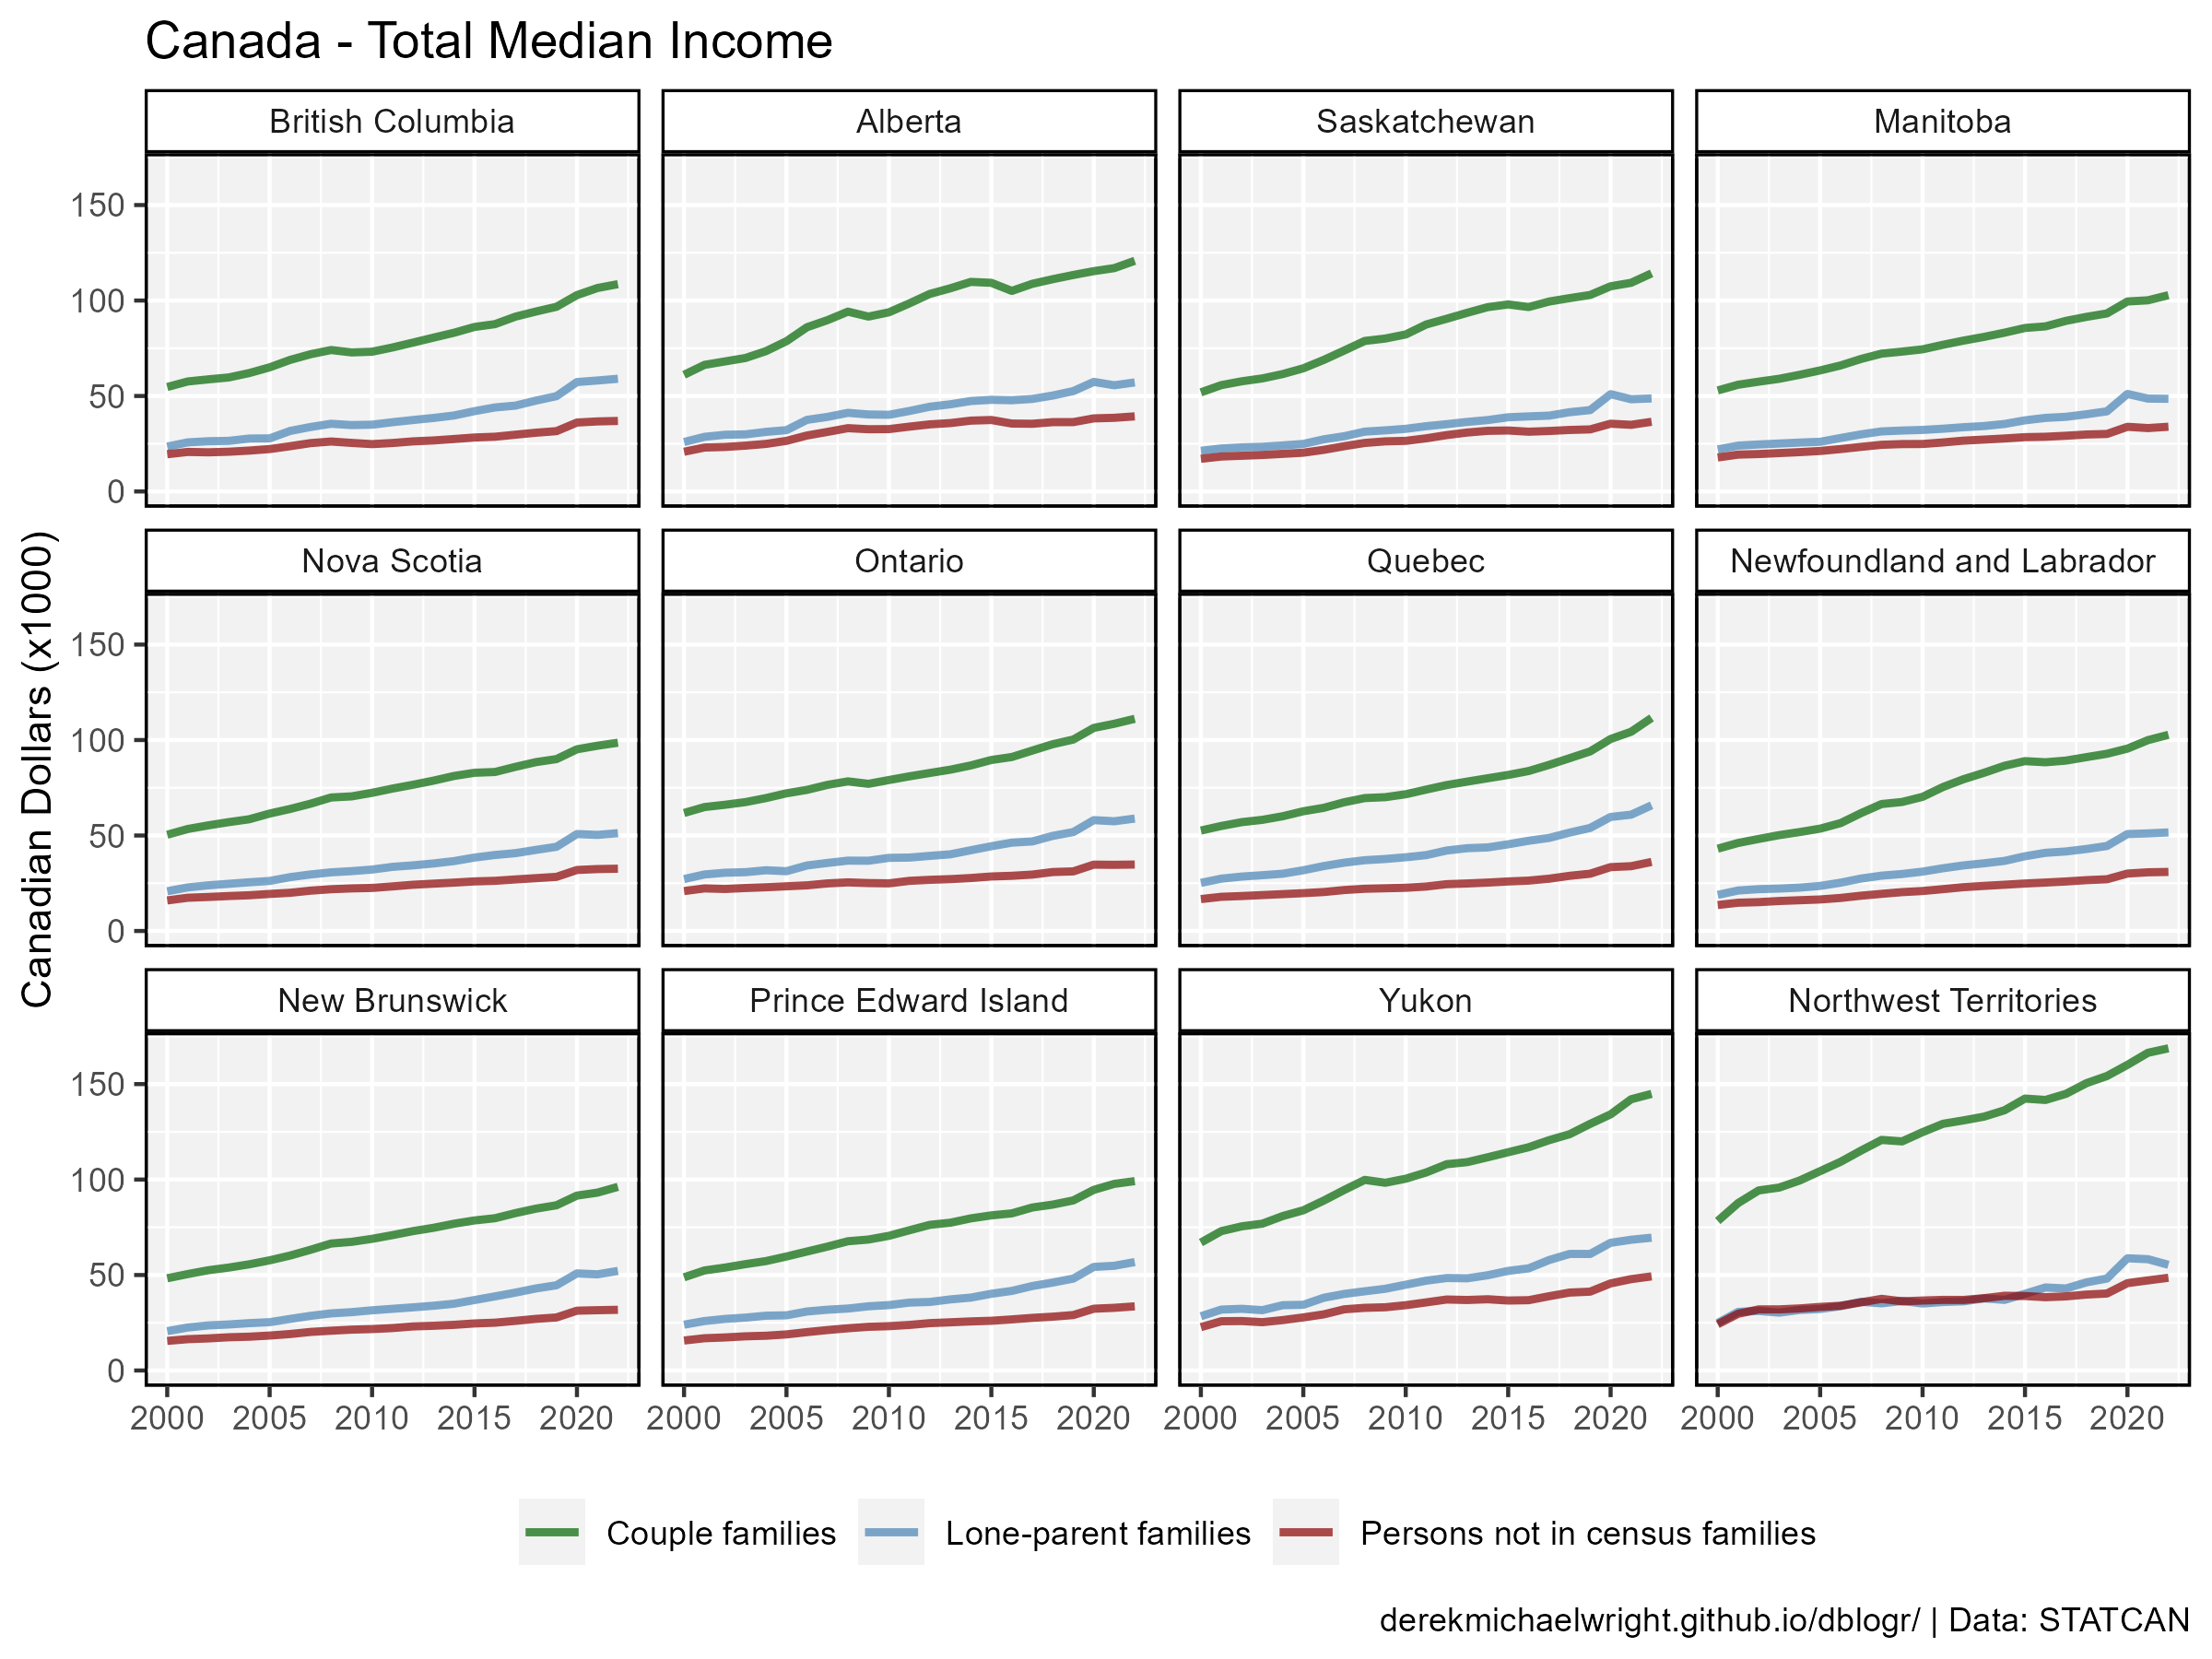 Canada - Total Median Income
British Columbia Alberta Saskatchewan Manitoba
150
100
50
0
Nova Scotia Ontario Quebec Newfoundland and Labrador
150
100
50
0
New Brunswick Prince Edward Island Yukon Northwest Territories
150
100
50
0
Canadian Dollars (x1000)
2000 2005 2010 2015 2020 2000 2005 2010 2015 2020 2000 2005 2010 2015 2020 2000 2005 2010 2015 2020
Couple families Lone-parent families Persons not in census families
derekmichaelwright.github.io/dblogr/ | Data: STATCAN